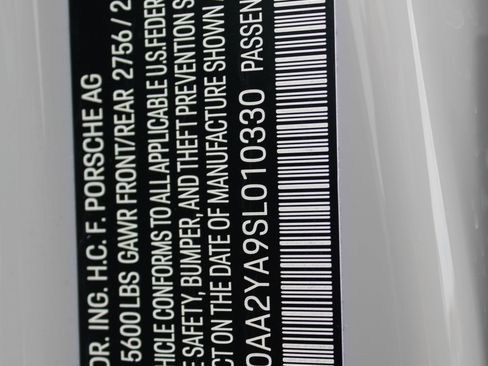 DR. ING. H.C. F. PORSCHE AG
5600 LBS GAWR FRONT/REAR 2756 / 2
HICLE CONFORMS TO ALL APPLICABLE U.S.FEDER
E SAFETY, BUMPER, AND THEFT PREVENTION S
CT ON THE DATE OF MANUFACTURE SHOWN
0AA2YA9SL010330 PASSEN